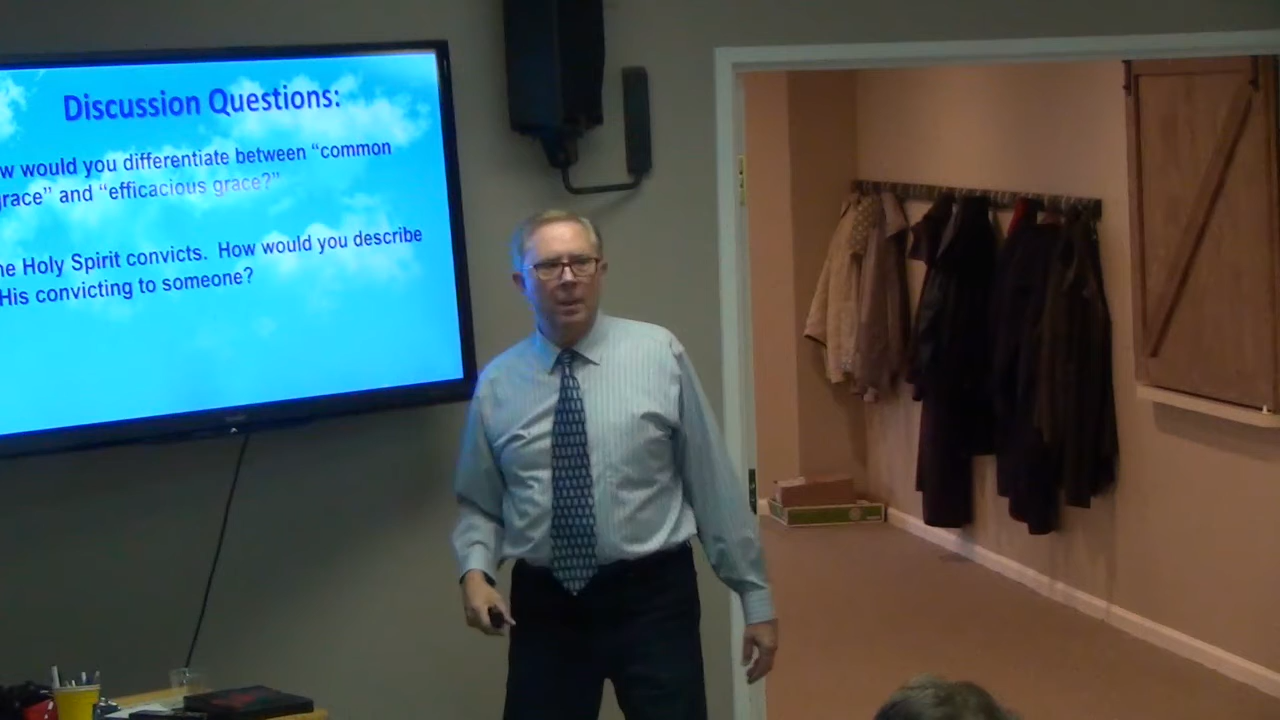 Discussion Questions:
w would you differentiate between “common
race” and “efficacious grace?”
he Holy Spirit convicts. How would you describe
His convicting to someone?